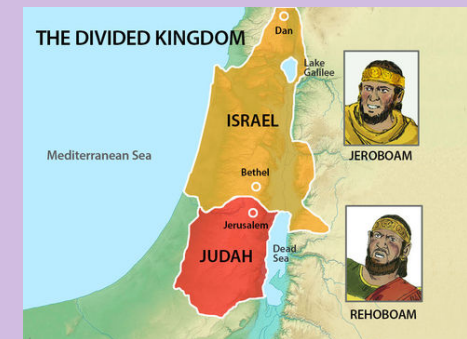 THE DIVIDED KINGDOM
Dan
Lake
Galilee
ISRAEL
JEROBOAM
Mediterranean Sea
Bethel
Jerusalem
JUDAH
Dead
Sea
REHOBOAM